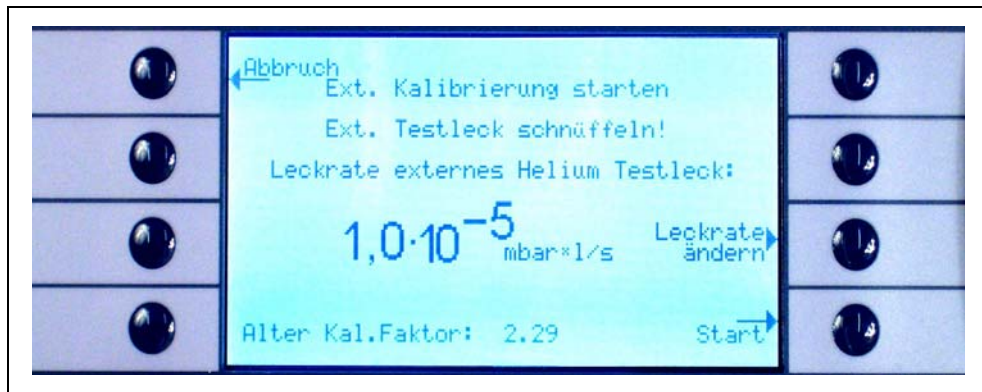 Abbruch
Ext. Kalibrierung starten
Ext. Testleck schnüffeln!
Leckrate externes Helium Testleck:
1,0·10⁻⁵ mbar*l/s
Leckrate
ändern
Alter Kal.Faktor: 2.29
Start